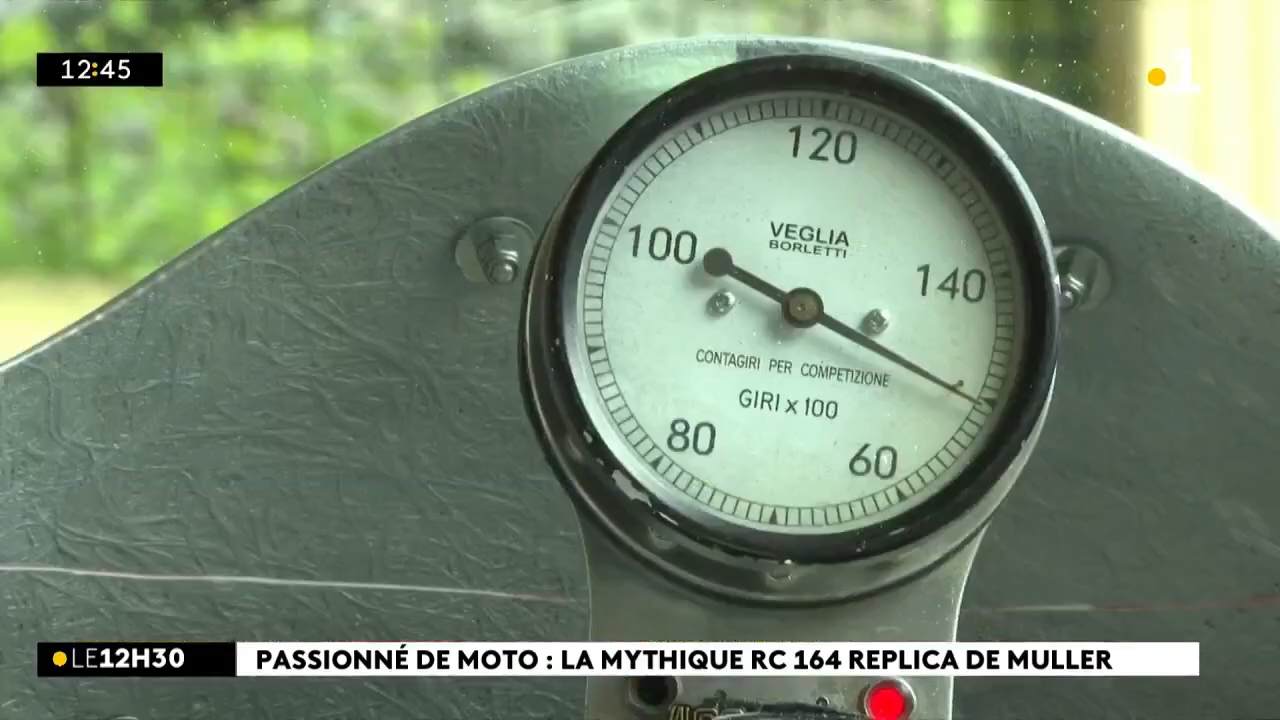 12:45
1
120
VEGLIA
BORLETTI
100
140
CONTAGIRI PER COMPETIZIONE
GIRI x 100
80
60
LE12H30
PASSIONNÉ DE MOTO : LA MYTHIQUE RC 164 REPLICA DE MULLER